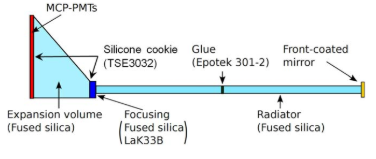 MCP-PMTs
Silicone cookie
(TSE3032)
Glue
(Epotek 301-2)
Front-coated
mirror
Expansion volume
(Fused silica)
Focusing
(Fused silica)
LaK33B
Radiator
(Fused silica)